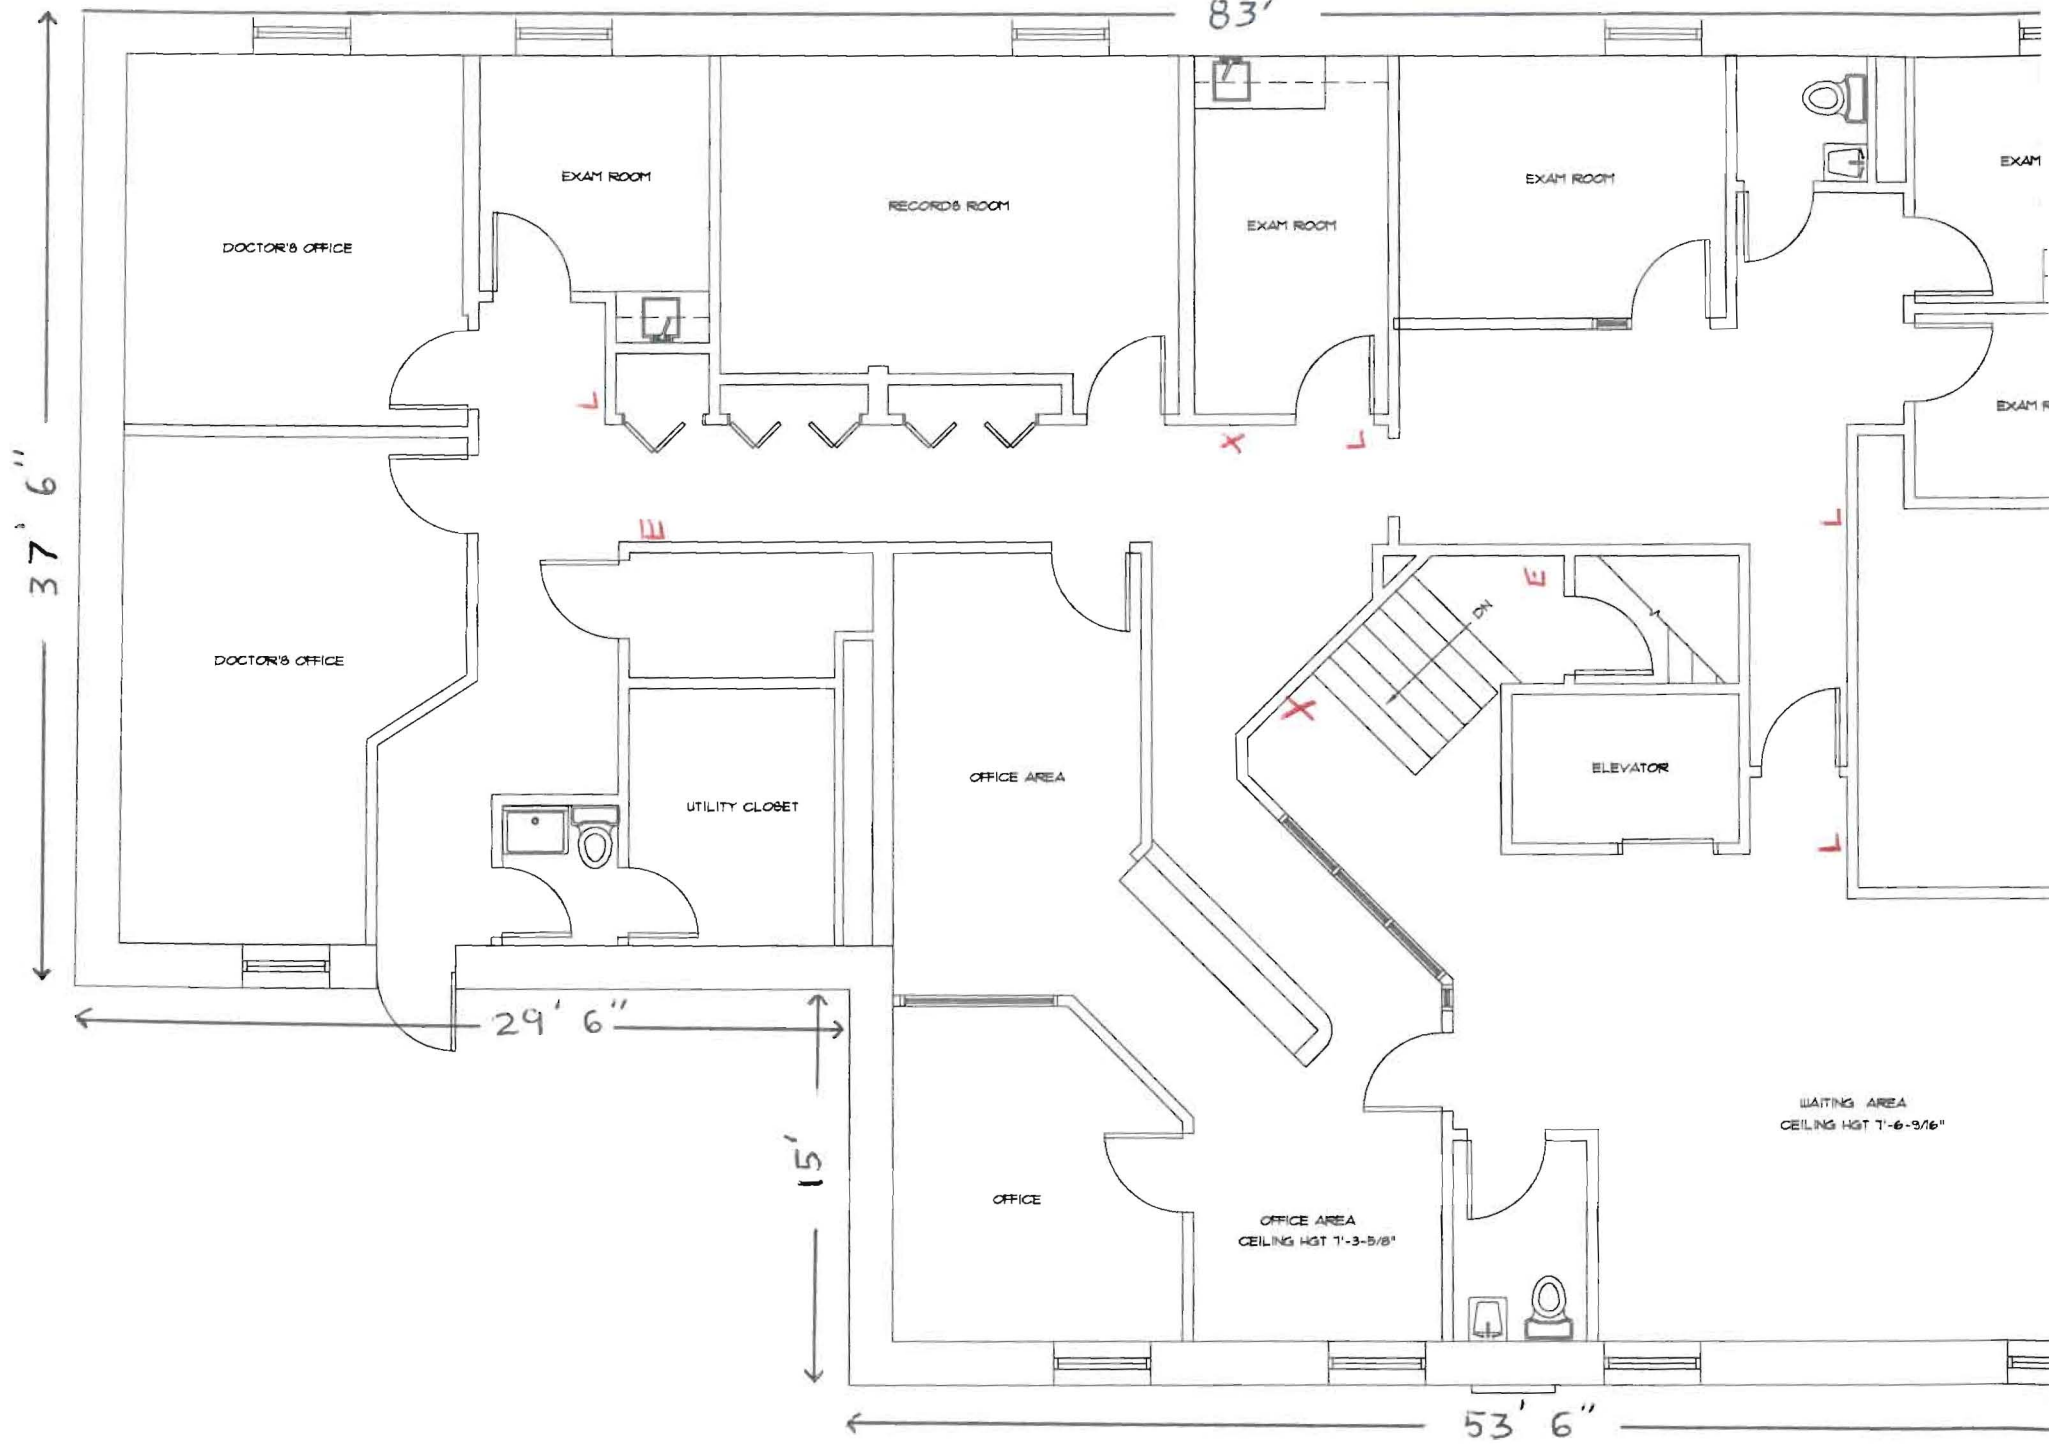 83'
EXAM
EXAM ROOM
EXAM ROOM
RECORDS ROOM
EXAM ROOM
DOCTOR'S OFFICE
L
EXAM R
X
L
37' 6"
E
L
E
DN
DOCTOR'S OFFICE
X
ELEVATOR
OFFICE AREA
UTILITY CLOSET
L
29' 6"
WAITING AREA
CEILING HGT 7'-6-9/16"
15'
OFFICE
OFFICE AREA
CEILING HGT 7'-3-5/8"
53' 6"